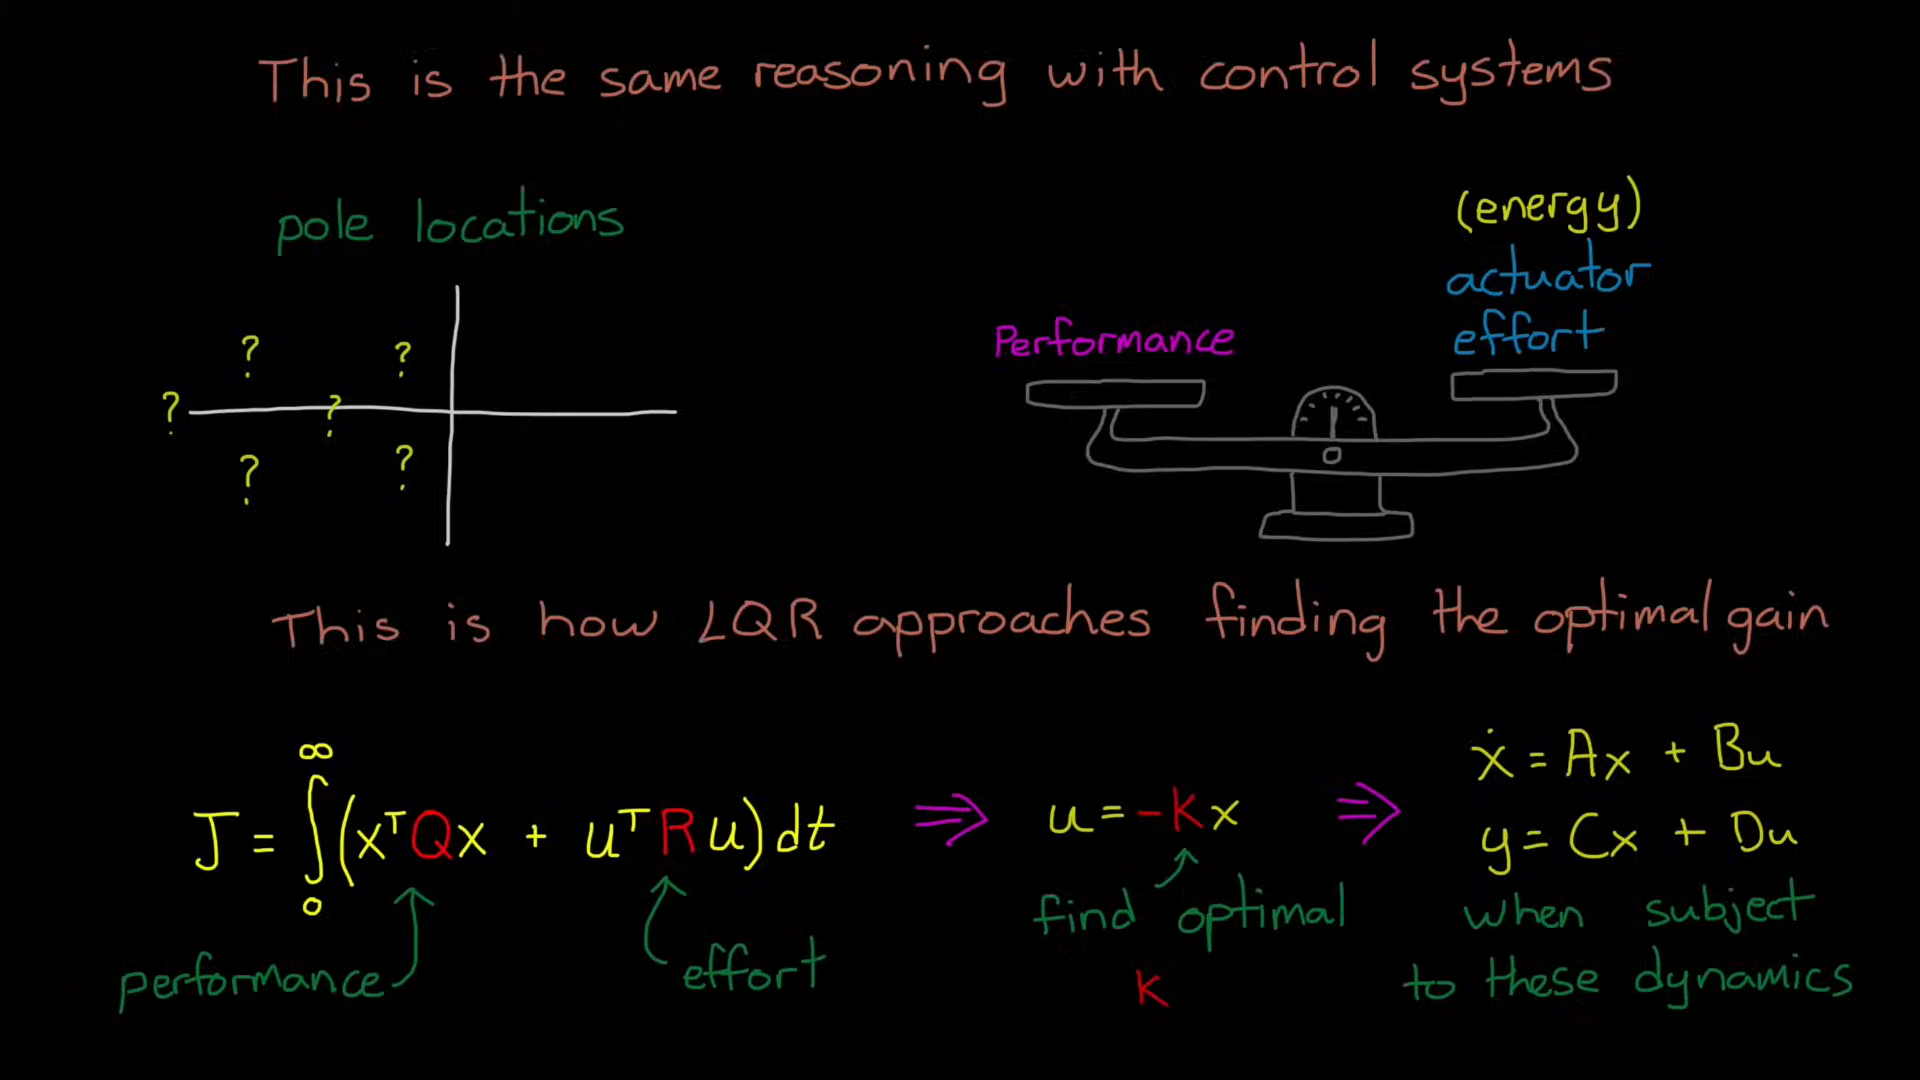 This is the same reasoning with control systems
pole locations
? ?
? ?
? ?
(energy)
actuator
effort
Performance
0
This is how LQR approaches finding the optimal gain
J = ∫₀^∞ (xᵀQx + uᵀRu) dt
performance
effort
⇒ u = -Kx
find optimal
K
⇒ ẋ = Ax + Bu
y = Cx + Du
when subject
to these dynamics